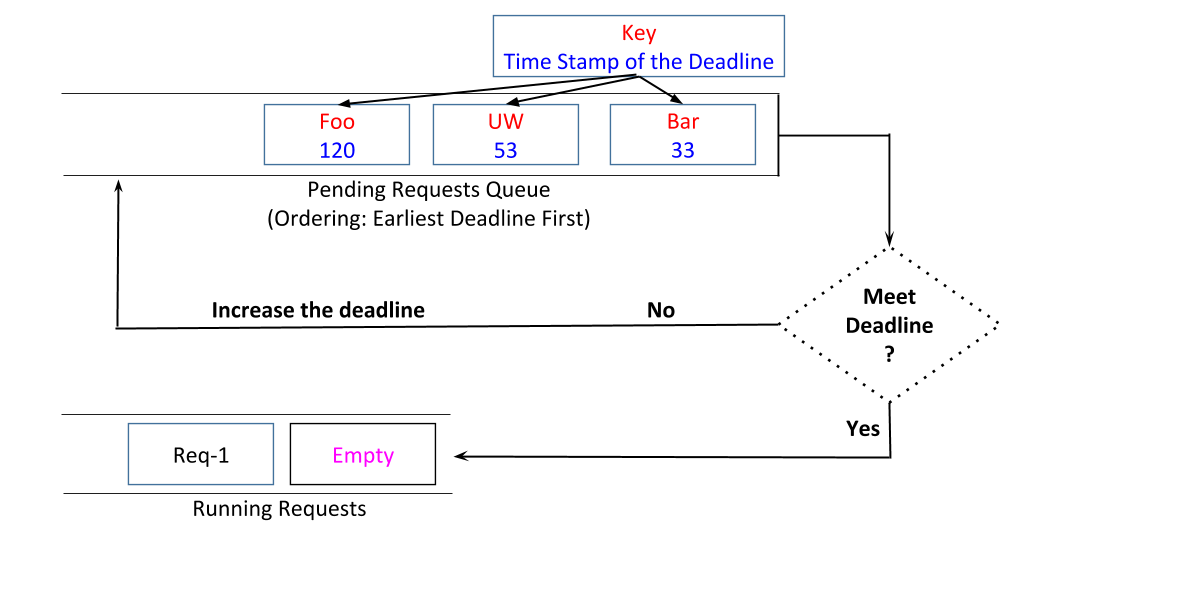 Key
Time Stamp of the Deadline
Foo
120
UW
53
Bar
33
Pending Requests Queue
(Ordering: Earliest Deadline First)
Meet
Deadline
?
Increase the deadline
No
Yes
Req-1
Empty
Running Requests